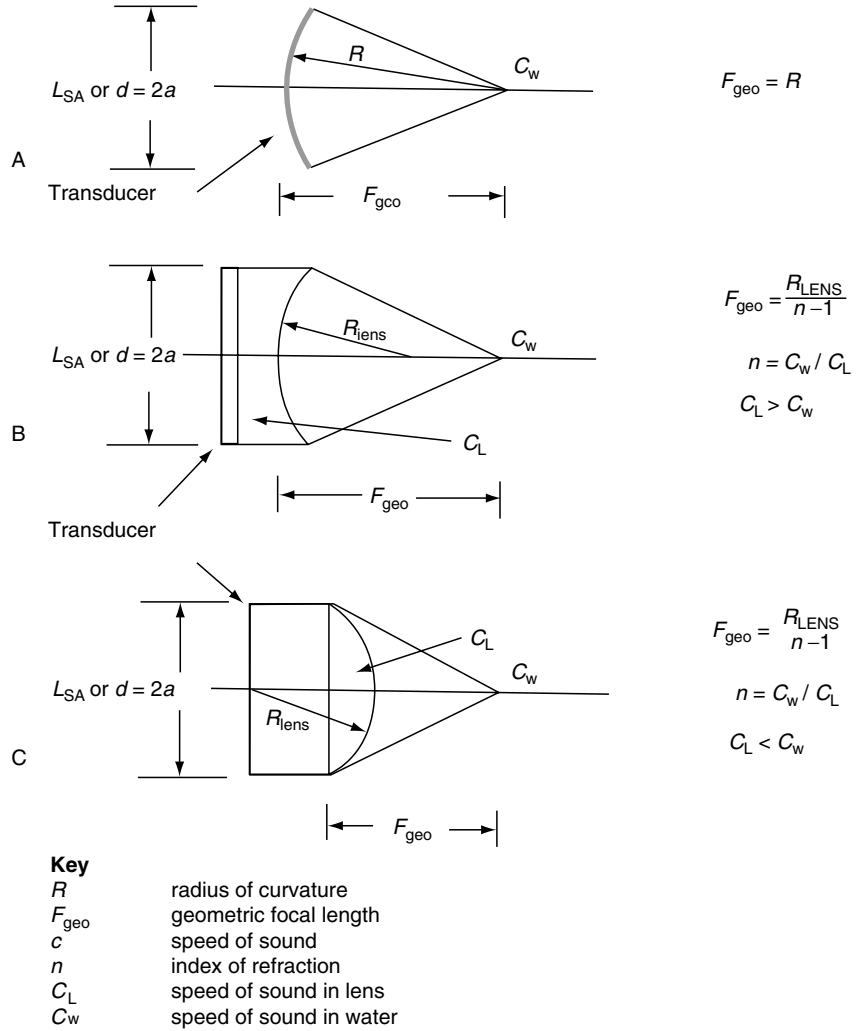 L_SA or d = 2a
R
C_w
F_geo = R
A
Transducer
F_gco
L_SA or d = 2a
R_iens
C_w
F_geo = R_LENS / n −1
n = C_w / C_L
C_L > C_w
B
C_L
F_geo
Transducer
L_SA or d = 2a
C_L
C_w
R_lens
F_geo = R_LENS / n −1
n = C_w / C_L
C_L < C_w
C
F_geo
Key
R radius of curvature
F_geo geometric focal length
c speed of sound
n index of refraction
C_L speed of sound in lens
C_w speed of sound in water